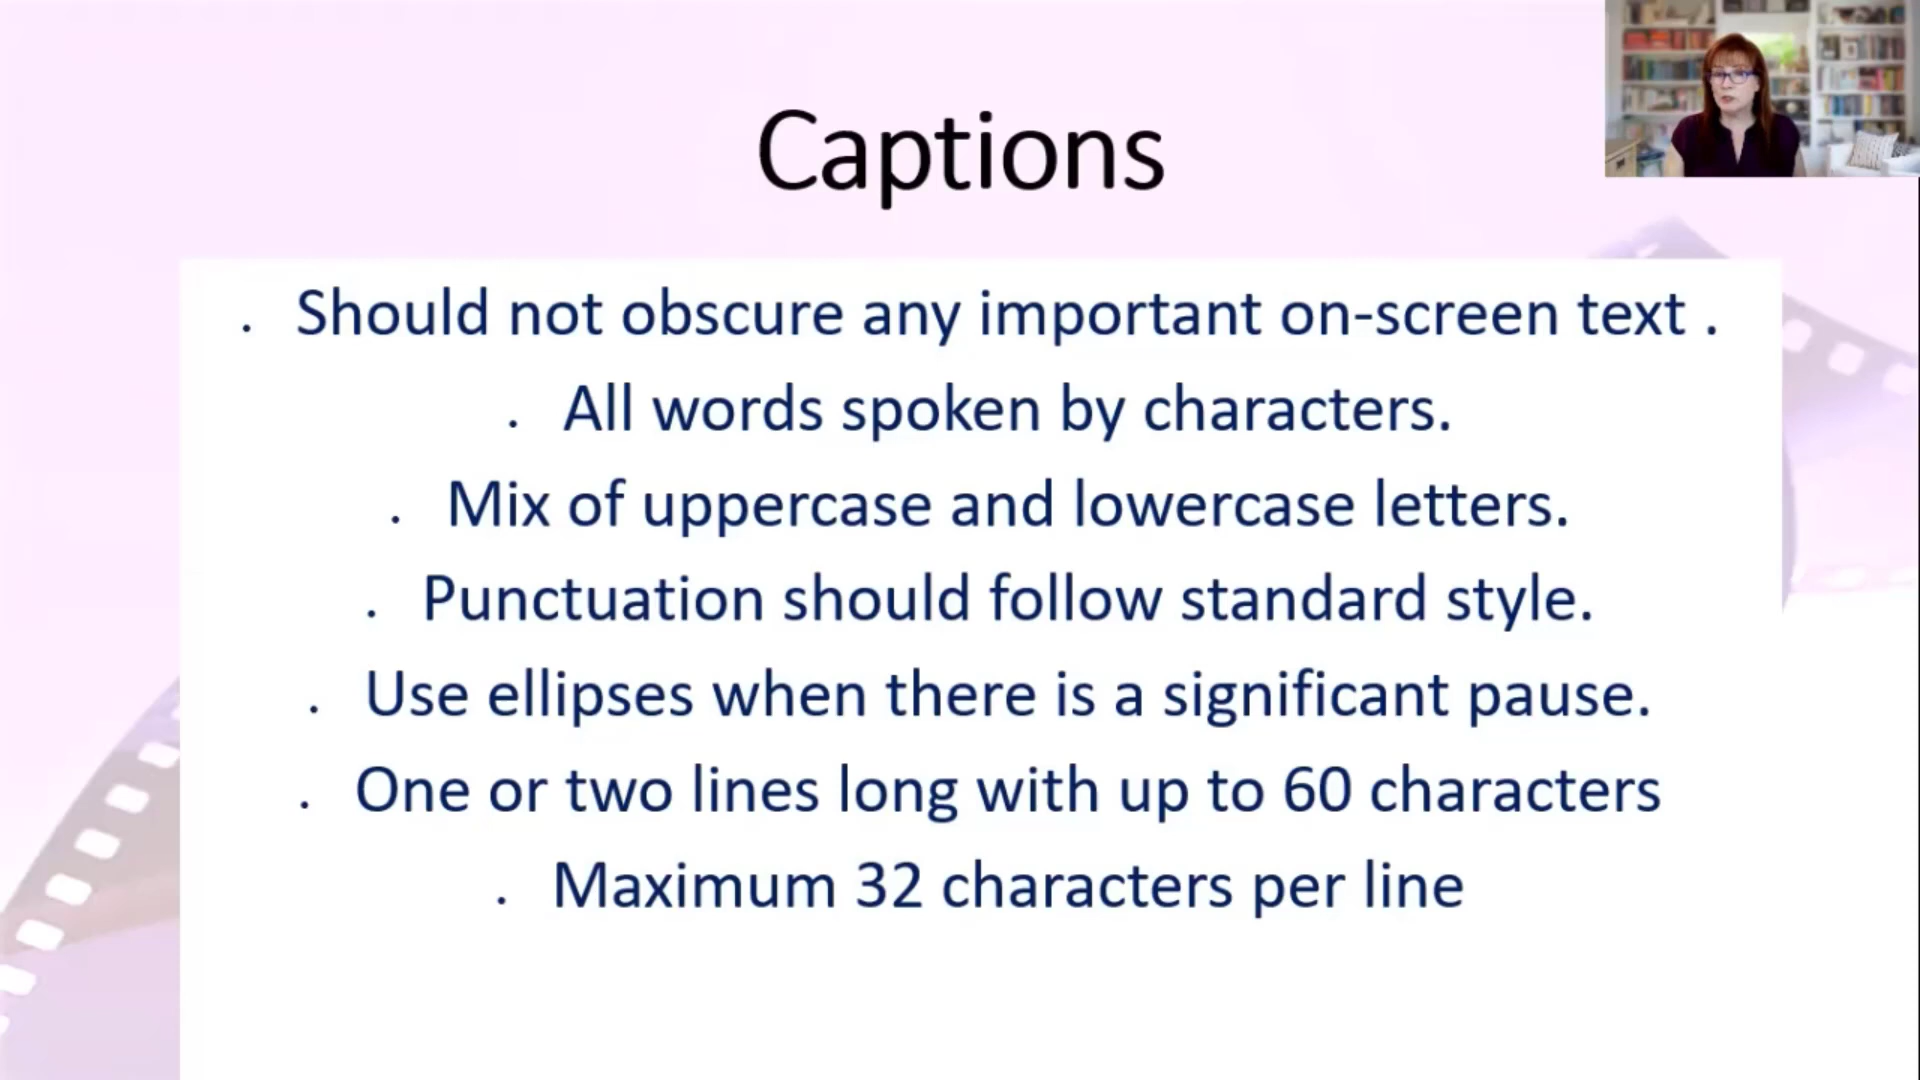 Captions
. Should not obscure any important on-screen text .
. All words spoken by characters.
. Mix of uppercase and lowercase letters.
. Punctuation should follow standard style.
. Use ellipses when there is a significant pause.
. One or two lines long with up to 60 characters
. Maximum 32 characters per line